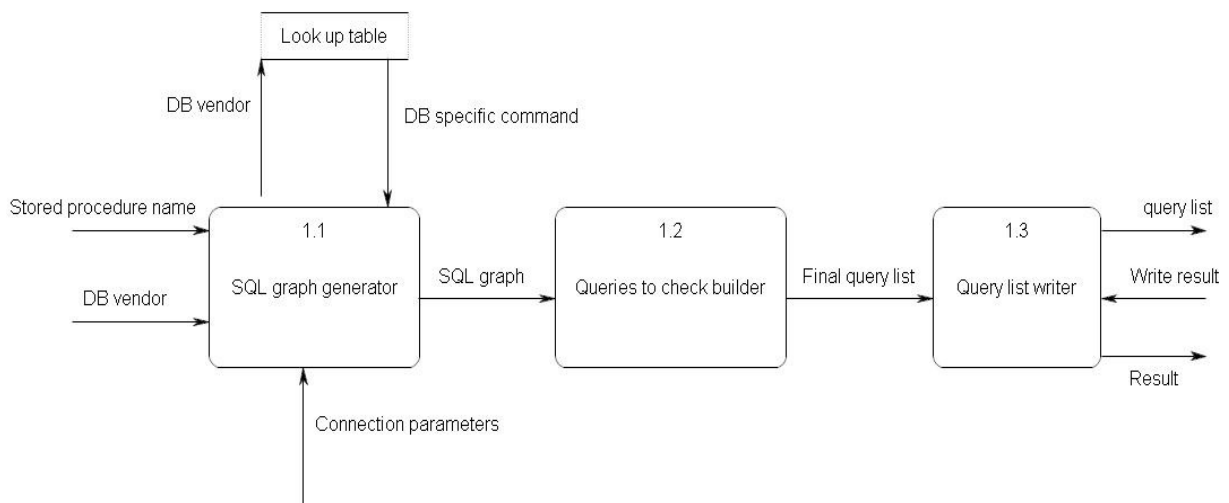 Look up table
DB vendor
DB specific command
Stored procedure name
DB vendor
Connection parameters
1.1
SQL graph generator
SQL graph
1.2
Queries to check builder
Final query list
1.3
Query list writer
query list
Write result
Result